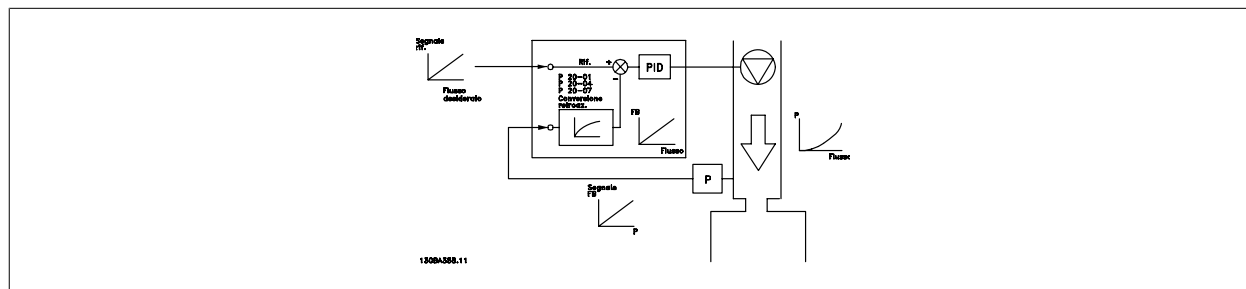 Segnale
Rif.
Flusso
desiderato
Rif.
+
-
PID
P 20-01
P 20-04
P 20-07
Conversione
retroaz.
FB
Flusso
P
Flusso
P
Segnale
FB
P
130BA358.11